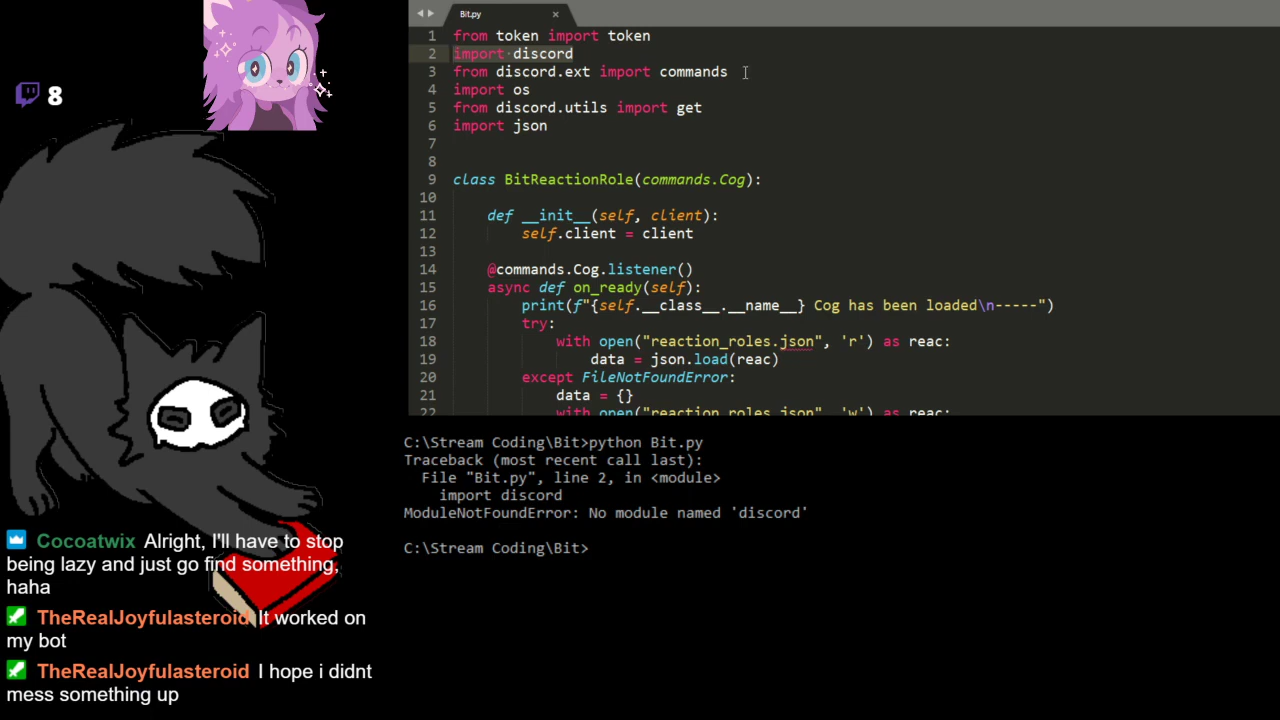 8
Cocoatwix Alright, I'll have to stop
being lazy and just go find something,
haha
TheRealJoyfulasteroid It worked on
my bot
TheRealJoyfulasteroid I hope i didnt
mess something up
Bit.py
1 from token import token
2 import discord
3 from discord.ext import commands
4 import os
5 from discord.utils import get
6 import json
7
8
9 class BitReactionRole(commands.Cog):
10
11 def __init__(self, client):
12 self.client = client
13
14 @commands.Cog.listener()
15 async def on_ready(self):
16 print(f"{self.__class__.__name__} Cog has been loaded\n-----")
17 try:
18 with open("reaction_roles.json", 'r') as reac:
19 data = json.load(reac)
20 except FileNotFoundError:
21 data = {}
22 with open("reaction_roles.json", 'w') as reac:
C:\Stream Coding\Bit>python Bit.py
Traceback (most recent call last):
File "Bit.py", line 2, in <module>
import discord
ModuleNotFoundError: No module named 'discord'
C:\Stream Coding\Bit>